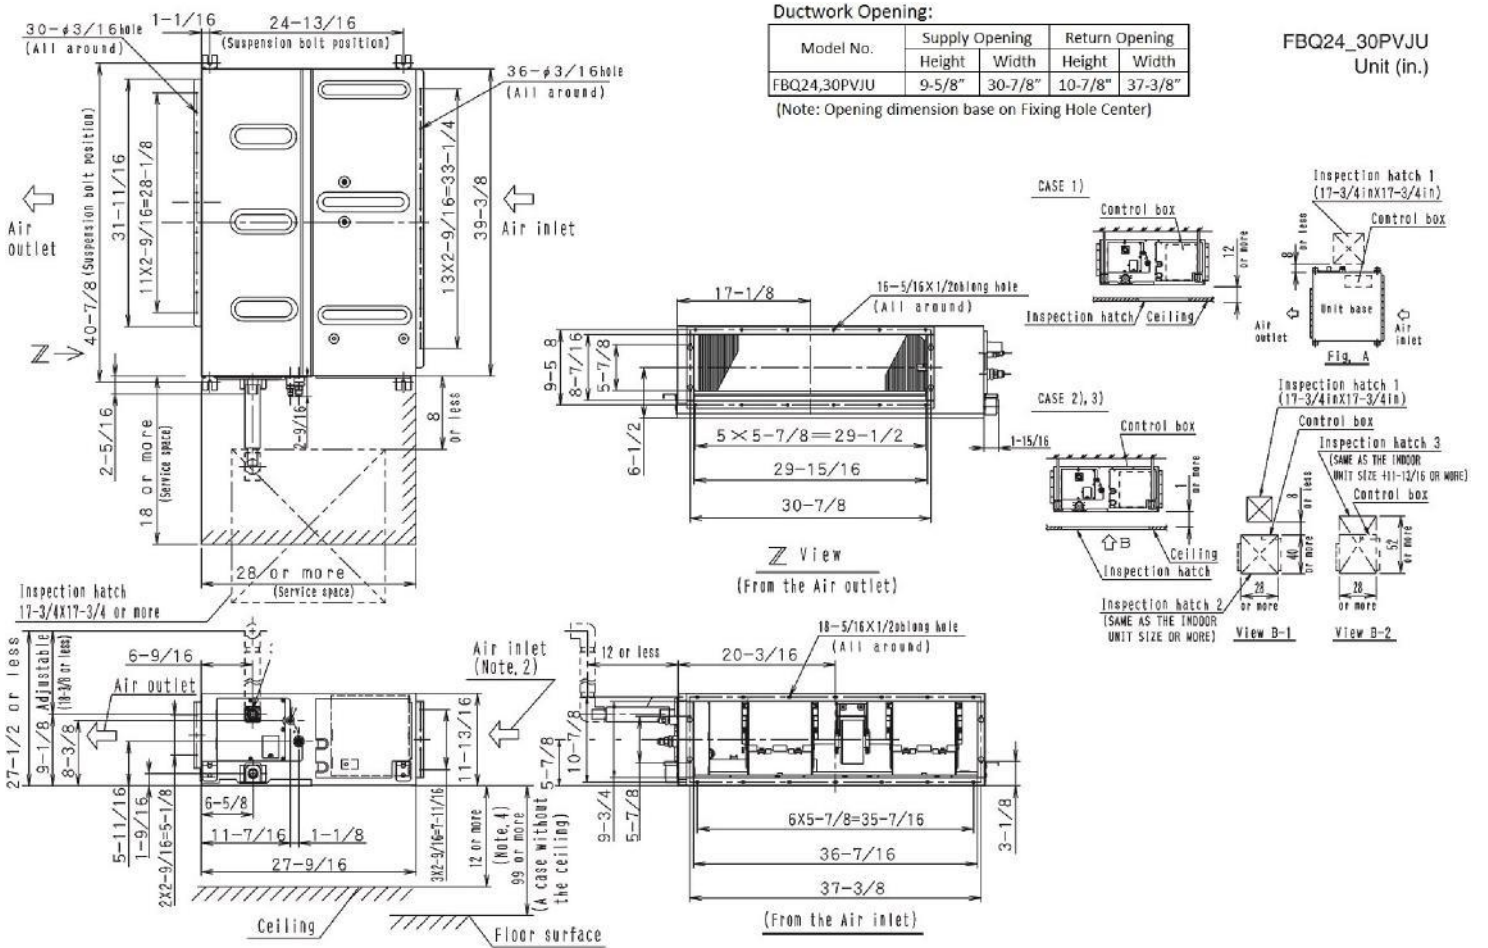 Ductwork Opening:
Model No. Supply Opening Return Opening
Height Width Height Width
FBQ24,30PVJU 9-5/8" 30-7/8" 10-7/8" 37-3/8"
(Note: Opening dimension base on Fixing Hole Center)
FBQ24_30PVJU
Unit (in.)
1-1/16
24-13/16
(Suspension bolt position)
30-φ3/16hole
(All around)
36-φ3/16hole
(All around)
40-7/8 (Suspension bolt position)
31-11/16
11X2-9/16=28-1/8
13X2-9/16=33-1/4
39-3/8
Air
outlet
Air inlet
Z
2-5/16
18 or more
(Service space)
2-9/16
8
or less
28 or more
(Service space)
Inspection hatch
17-3/4X17-3/4 or more
17-1/8
16-5/16X1/2oblong hole
(All around)
9-5 8
8-7/16
5-7/8
6-1/2
5X5-7/8=29-1/2
1-15/16
29-15/16
30-7/8
Z View
(From the Air outlet)
CASE 1)
Control box
12
or more
Inspection hatch
Ceiling
Inspection hatch 1
(17-3/4inX17-3/4in)
Control box
8
or less
Unit base
Air
outlet
Air
inlet
Fig. A
CASE 2),3)
Control box
1
or more
B
Ceiling
Inspection hatch
Inspection hatch 1
(17-3/4inX17-3/4in)
Control box
Inspection hatch 3
(SAME AS THE INDOOR
UNIT SIZE +11-13/16 OR MORE)
Control box
8
or less
40
or more
52
or more
28
or more
28
or more
Inspection hatch 2
(SAME AS THE INDOOR
UNIT SIZE OR MORE)
View B-1
View B-2
27-1/2 or less
9-1/8 Adjustable
(18-3/8 or less)
8-3/8
6-9/16
Air outlet
Air inlet
(Note,2)
11-13/16
5-11/16
1-9/16
2X2-9/16=5-1/8
6-5/8
11-7/16
1-1/8
27-9/16
3X2-9/16=7-11/16
12 or more
(Note,4)
99 or more
(A case without
the ceiling)
Ceiling
Floor surface
12 or less
20-3/16
18-5/16X1/2oblong hole
(All around)
5-7/8
10-7/8
9-3/4
5-7/8
6X5-7/8=35-7/16
3-1/8
36-7/16
37-3/8
(From the Air inlet)